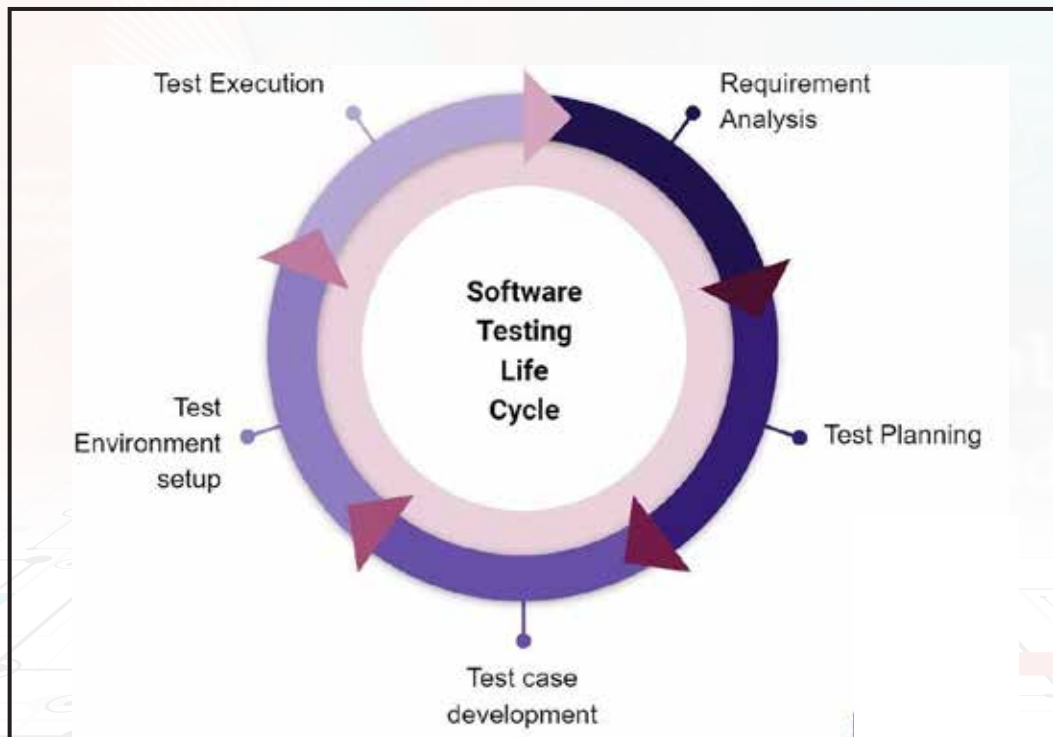 Test Execution
Requirement
Analysis
Software
Testing
Life
Cycle
Test
Environment
setup
Test Planning
Test case
development